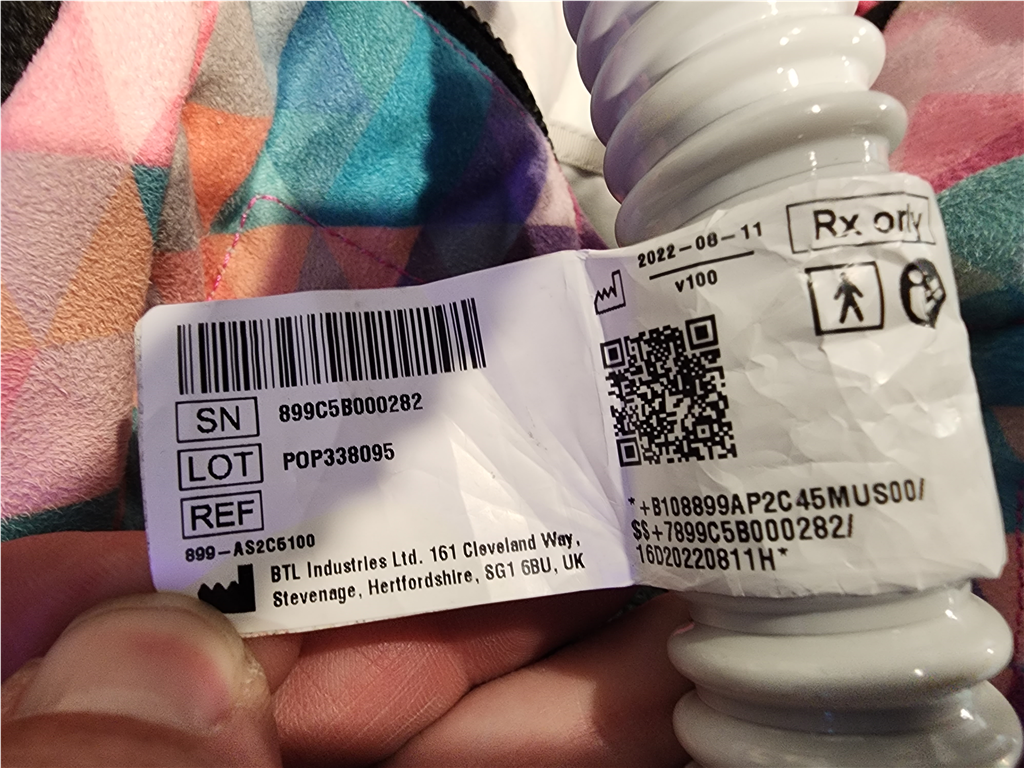 SN 899C5B000282
LOT POP338095
REF
899-AS2C5100
BTL Industries Ltd. 161 Cleveland Way,
Stevenage, Hertfordshire, SG1 6BU, UK
2022-08-11
v100
Rx only
*+B108899AP2C45MUS00/
$$+7899C5B000282/
16D20220811H*